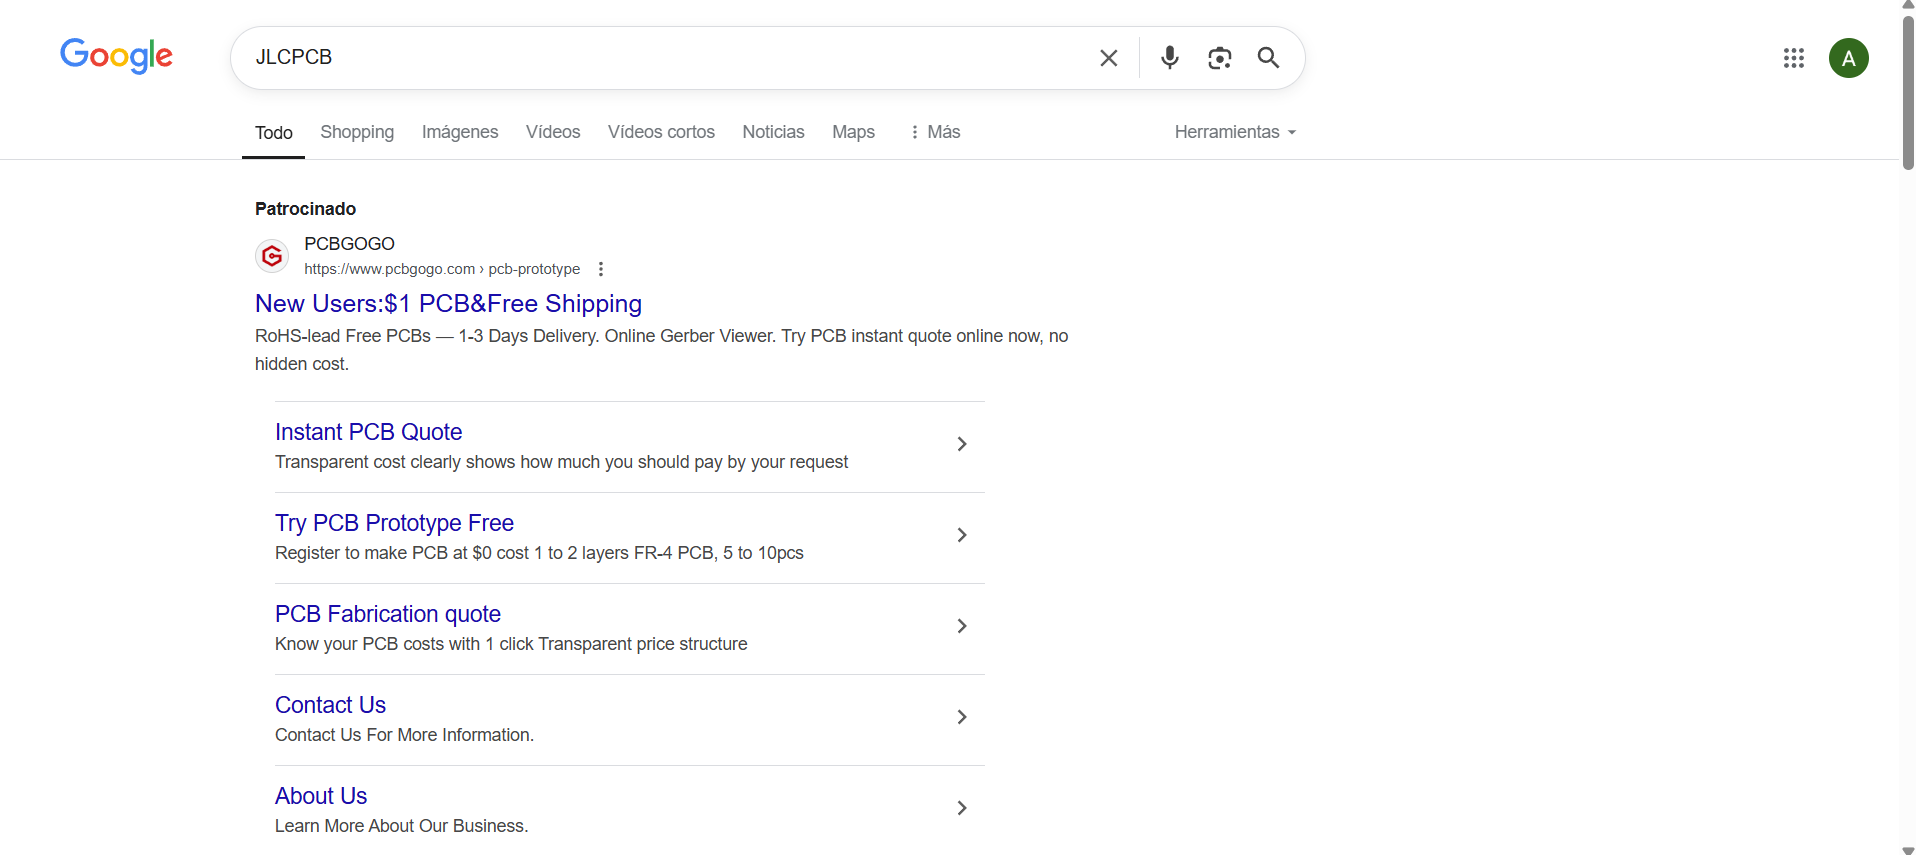 Google
JLCPCB
A
Todo Shopping Imágenes Vídeos Vídeos cortos Noticias Maps Más Herramientas
Patrocinado
PCBGOGO
https://www.pcbgogo.com › pcb-prototype
New Users:$1 PCB&Free Shipping
RoHS-lead Free PCBs — 1-3 Days Delivery. Online Gerber Viewer. Try PCB instant quote online now, no
hidden cost.
Instant PCB Quote
Transparent cost clearly shows how much you should pay by your request
Try PCB Prototype Free
Register to make PCB at $0 cost 1 to 2 layers FR-4 PCB, 5 to 10pcs
PCB Fabrication quote
Know your PCB costs with 1 click Transparent price structure
Contact Us
Contact Us For More Information.
About Us
Learn More About Our Business.